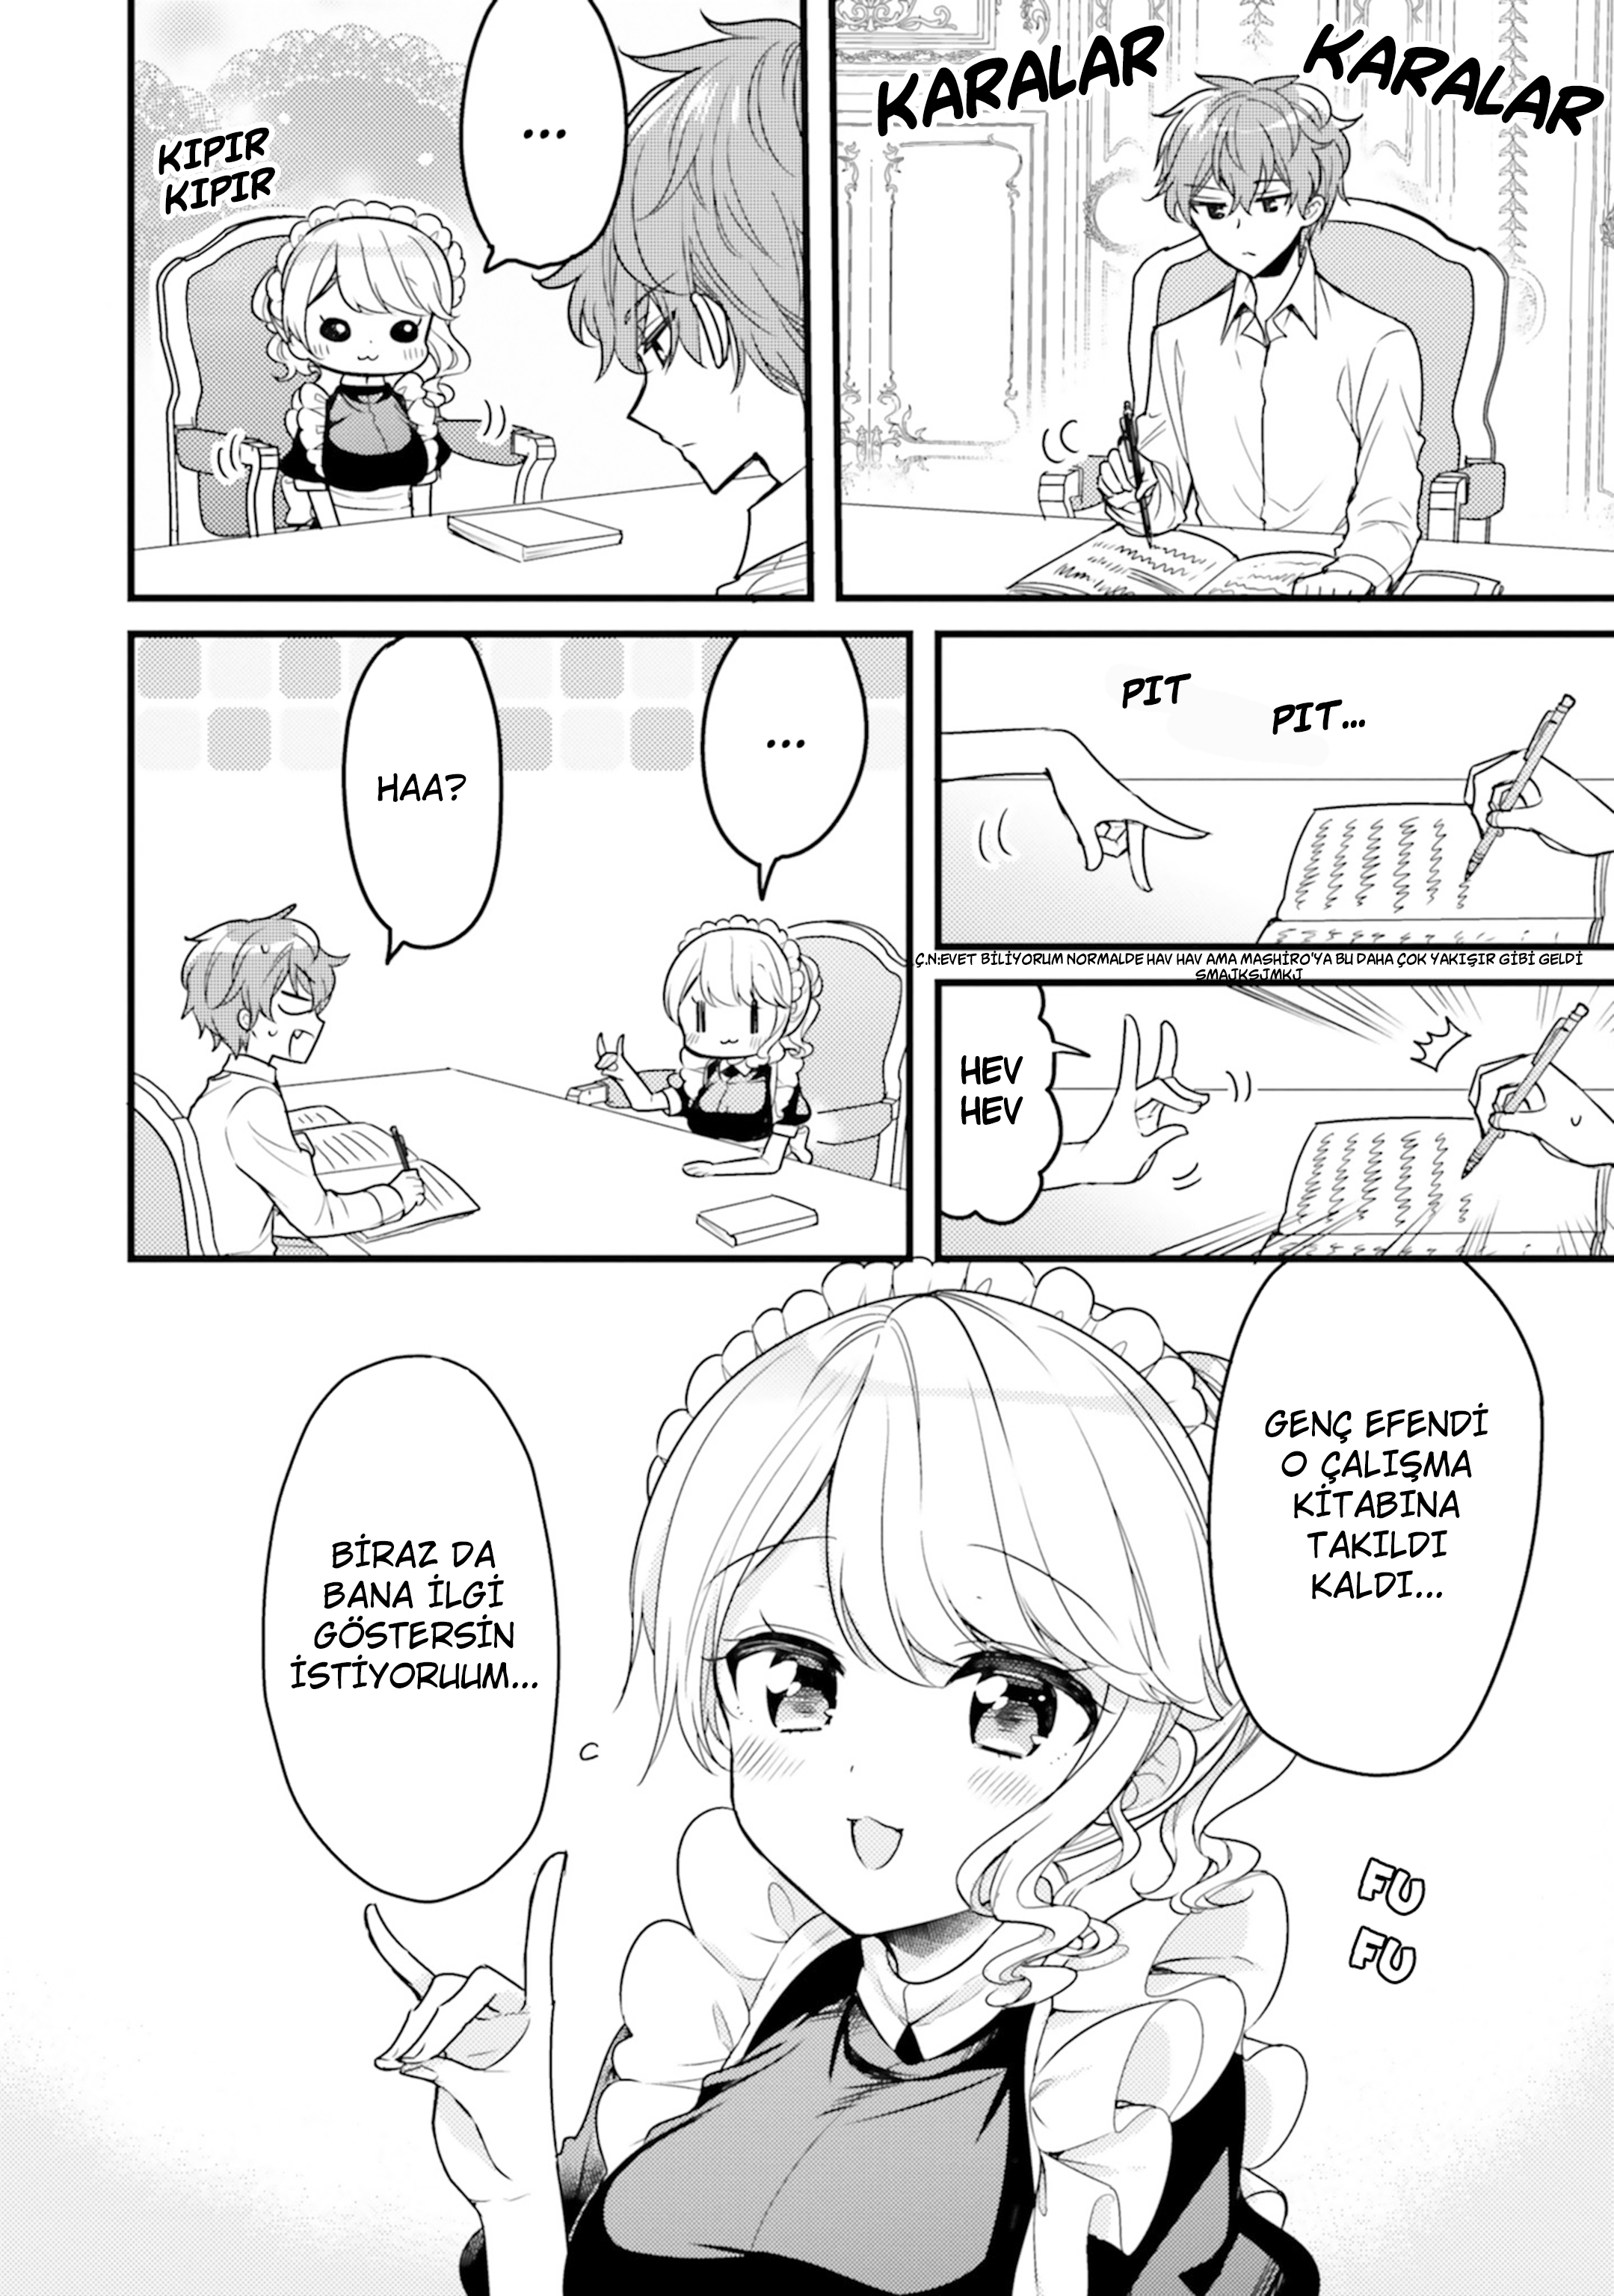 KARALAR
KARALAR
...
KIPIR
KIPIR
PIT
PIT...
Ç.N:EVET BİLİYORUM NORMALDE HAV HAV AMA MASHİRO'YA BU DAHA ÇOK YAKIŞIR GİBİ GELDİ
SMAJKSJMKJ
HEV
HEV
...
HAA?
GENÇ EFENDİ
O ÇALIŞMA
KİTABINA
TAKILDI
KALDI...
BİRAZ DA
BANA İLGİ
GÖSTERSİN
İSTİYORUUM...
FU
FU